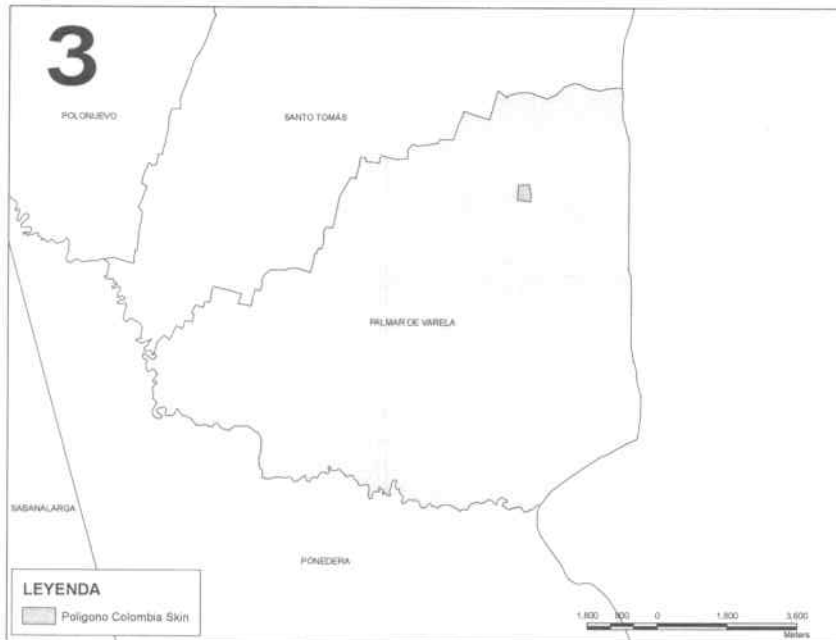 3
POLONUEVO
SANTO TOMÁS
PALMAR DE VARELA
SABANALARGA
PONEDERA
LEYENDA
Poligono Colombia Skin
1,800 900 0 1,800 3,600
Meters